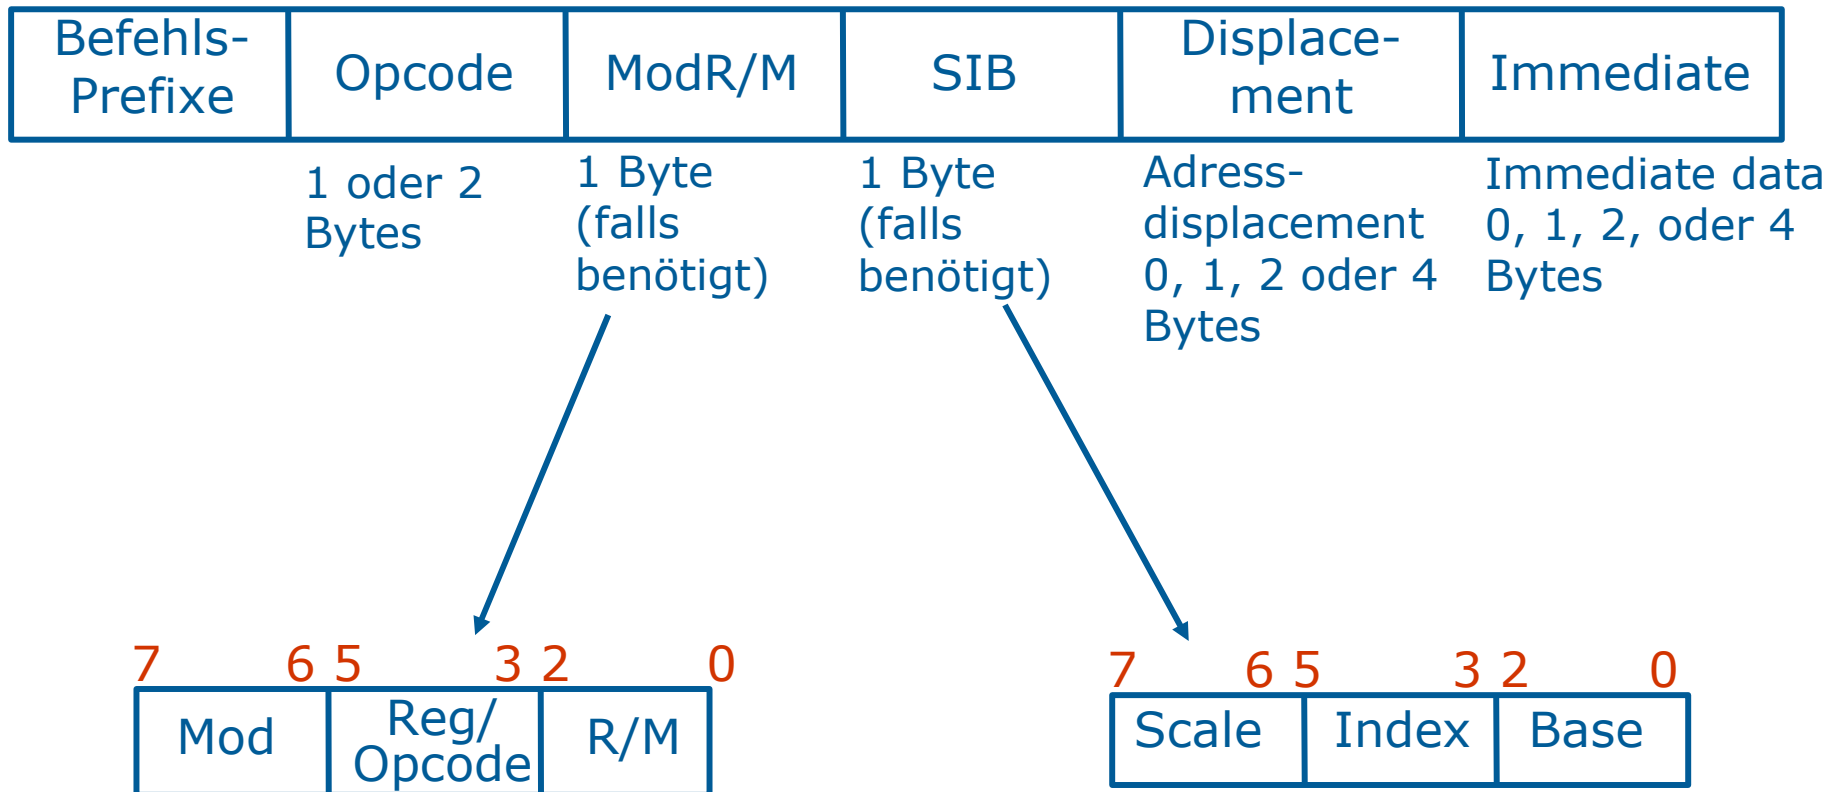 Befehls-
Prefixe
Opcode
ModR/M
SIB
Displace-
ment
Immediate
1 oder 2
Bytes
1 Byte
(falls
benötigt)
1 Byte
(falls
benötigt)
Adress-
displacement
0, 1, 2 oder 4
Bytes
Immediate data
0, 1, 2, oder 4
Bytes
7 6 5 3 2 0
Mod
Reg/
Opcode
R/M
7 6 5 3 2 0
Scale
Index
Base